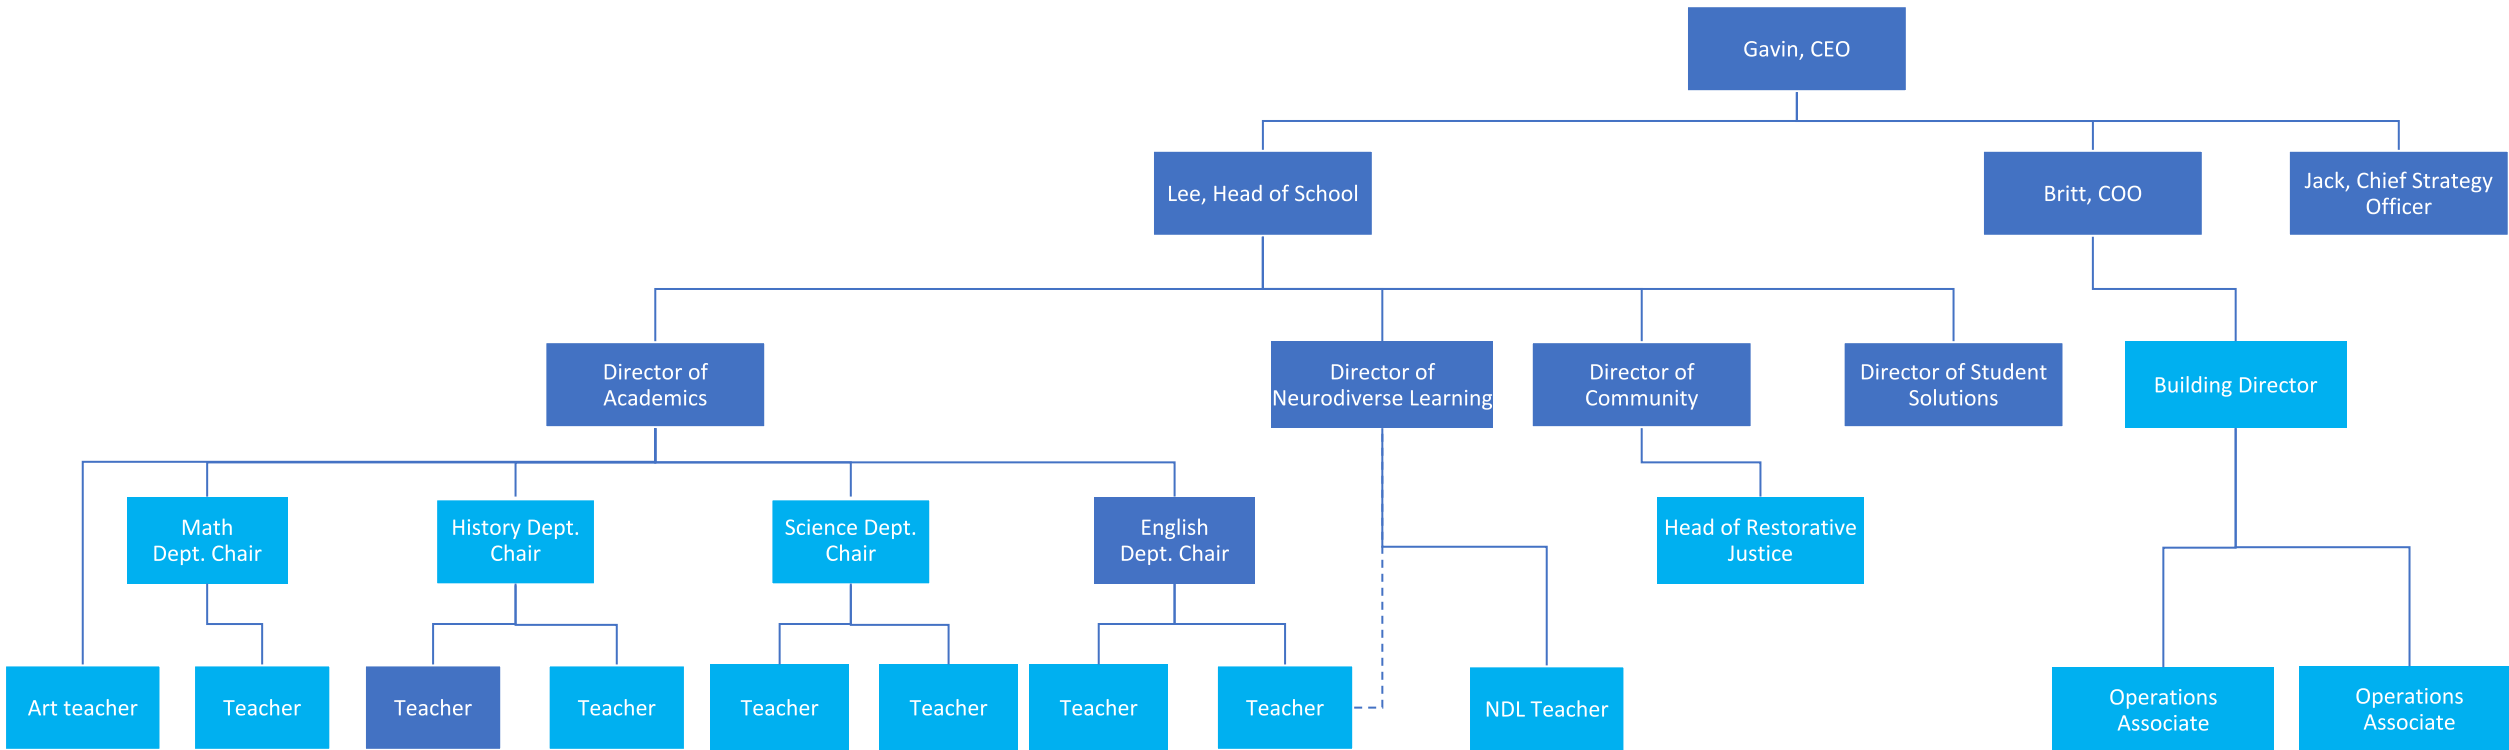 Gavin, CEO
Lee, Head of School
Britt, COO
Jack, Chief Strategy
Officer
Director of
Academics
Director of
Neurodiverse Learning
Director of
Community
Director of Student
Solutions
Building Director
Math
Dept. Chair
History Dept.
Chair
Science Dept.
Chair
English
Dept. Chair
Head of Restorative
Justice
Art teacher
Teacher
Teacher
Teacher
Teacher
Teacher
Teacher
Teacher
NDL Teacher
Operations
Associate
Operations
Associate